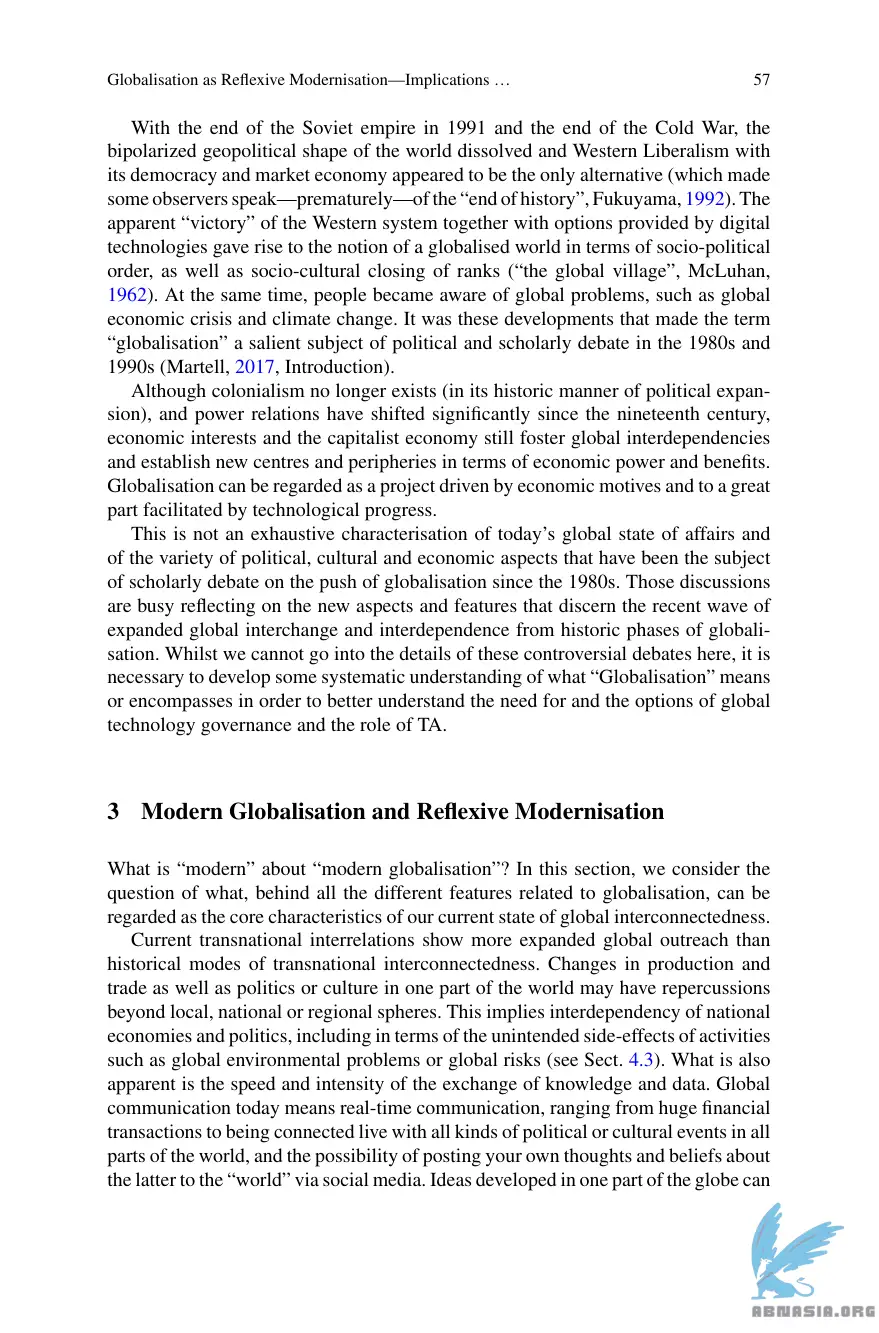 Globalisation as Reflexive Modernisation—Implications … 57
With the end of the Soviet empire in 1991 and the end of the Cold War, the
bipolarized geopolitical shape of the world dissolved and Western Liberalism with
its democracy and market economy appeared to be the only alternative (which made
some observers speak—prematurely—of the “end of history”, Fukuyama, 1992). The
apparent “victory” of the Western system together with options provided by digital
technologies gave rise to the notion of a globalised world in terms of socio-political
order, as well as socio-cultural closing of ranks (“the global village”, McLuhan,
1962). At the same time, people became aware of global problems, such as global
economic crisis and climate change. It was these developments that made the term
“globalisation” a salient subject of political and scholarly debate in the 1980s and
1990s (Martell, 2017, Introduction).
Although colonialism no longer exists (in its historic manner of political expan-
sion), and power relations have shifted significantly since the nineteenth century,
economic interests and the capitalist economy still foster global interdependencies
and establish new centres and peripheries in terms of economic power and benefits.
Globalisation can be regarded as a project driven by economic motives and to a great
part facilitated by technological progress.
This is not an exhaustive characterisation of today’s global state of affairs and
of the variety of political, cultural and economic aspects that have been the subject
of scholarly debate on the push of globalisation since the 1980s. Those discussions
are busy reflecting on the new aspects and features that discern the recent wave of
expanded global interchange and interdependence from historic phases of globali-
sation. Whilst we cannot go into the details of these controversial debates here, it is
necessary to develop some systematic understanding of what “Globalisation” means
or encompasses in order to better understand the need for and the options of global
technology governance and the role of TA.
3 Modern Globalisation and Reflexive Modernisation
What is “modern” about “modern globalisation”? In this section, we consider the
question of what, behind all the different features related to globalisation, can be
regarded as the core characteristics of our current state of global interconnectedness.
Current transnational interrelations show more expanded global outreach than
historical modes of transnational interconnectedness. Changes in production and
trade as well as politics or culture in one part of the world may have repercussions
beyond local, national or regional spheres. This implies interdependency of national
economies and politics, including in terms of the unintended side-effects of activities
such as global environmental problems or global risks (see Sect. 4.3). What is also
apparent is the speed and intensity of the exchange of knowledge and data. Global
communication today means real-time communication, ranging from huge financial
transactions to being connected live with all kinds of political or cultural events in all
parts of the world, and the possibility of posting your own thoughts and beliefs about
the latter to the “world” via social media. Ideas developed in one part of the globe can
ABNASIA.ORG